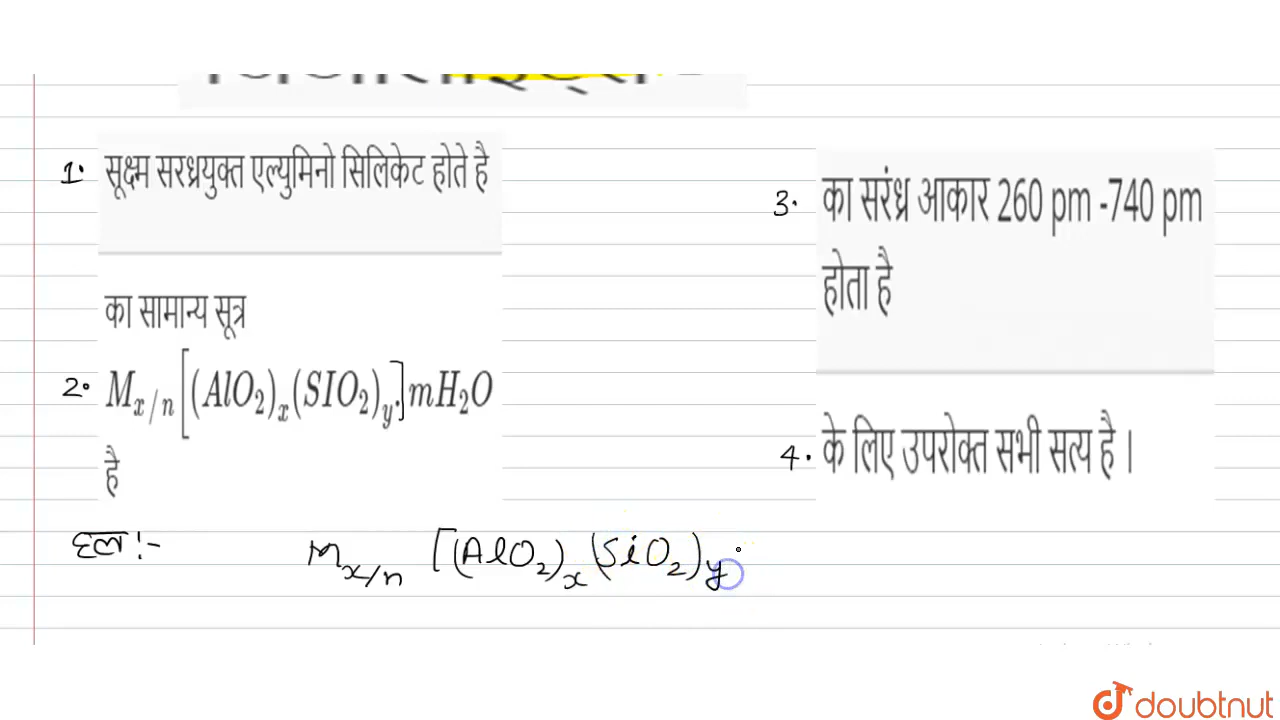 1. सूक्ष्म सरध्रयुक्त एल्युमिनो सिलिकेट होते है
का सामान्य सूत्र
2. M_{x/n}[(AlO_2)_x(SIO_2)_y.]mH_2O
है
3. का सरंध्र आकार 260 pm -740 pm
होता है
4. के लिए उपरोक्त सभी सत्य है ।
हल :-
M_{x/n} [(AlO_2)_x (SiO_2)_y .
doubtnut